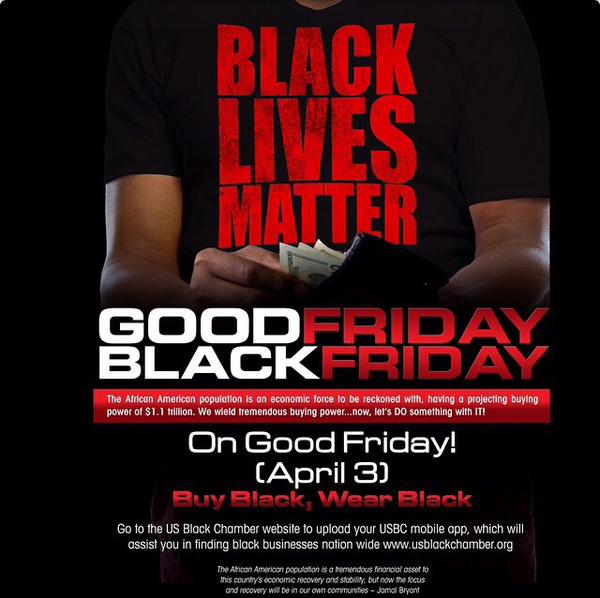 BLACK
LIVES
MATTER
GOODFRIDAY
BLACKFRIDAY
The African American population is an economic force to be reckoned with, having a projecting buying
power of $1.1 trillion. We wield tremendous buying power...now, let's DO something with IT!
On Good Friday!
(April 3)
Buy Black, Wear Black
Go to the US Black Chamber website to upload your USBC mobile app, which will
assist you in finding black businesses nation wide www.usblackchamber.org
The African American population is a tremendous financial asset to
this country's economic recovery and stability, but now the focus
and recovery will be in our own communities ~ Jamal Bryant